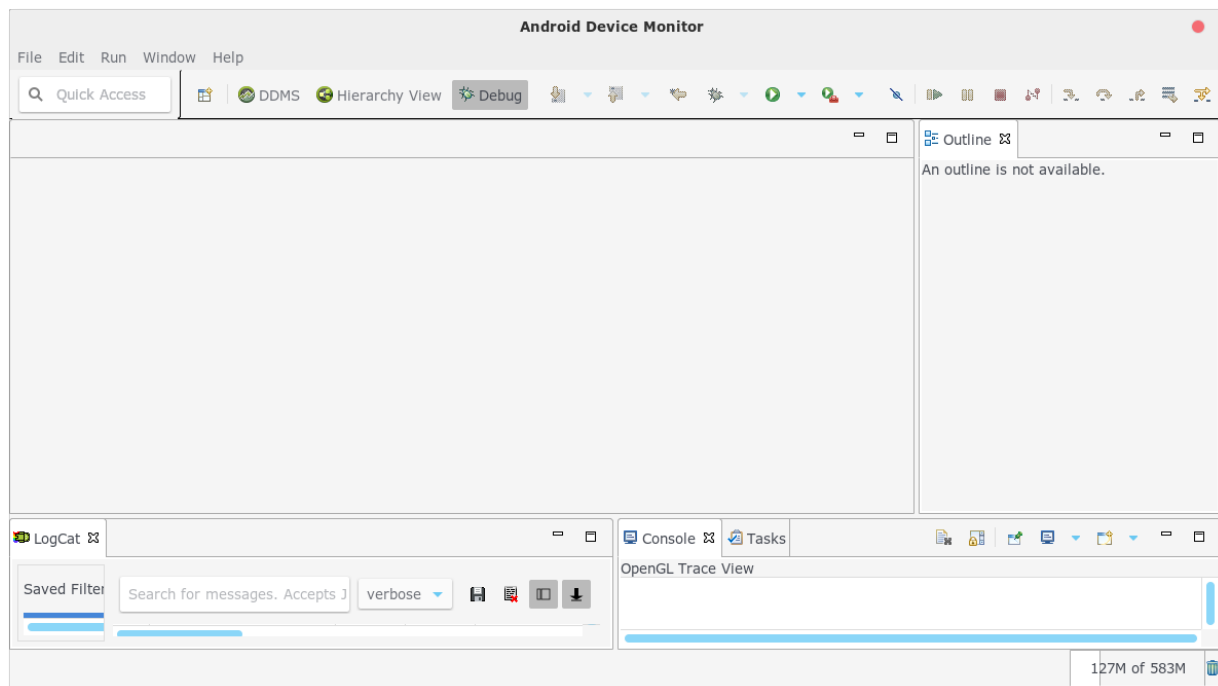 Android Device Monitor
File Edit Run Window Help
Quick Access DDMS Hierarchy View Debug
Outline
An outline is not available.
LogCat
Console Tasks
Saved Filter
Search for messages. Accepts J
verbose
OpenGL Trace View
127M of 583M